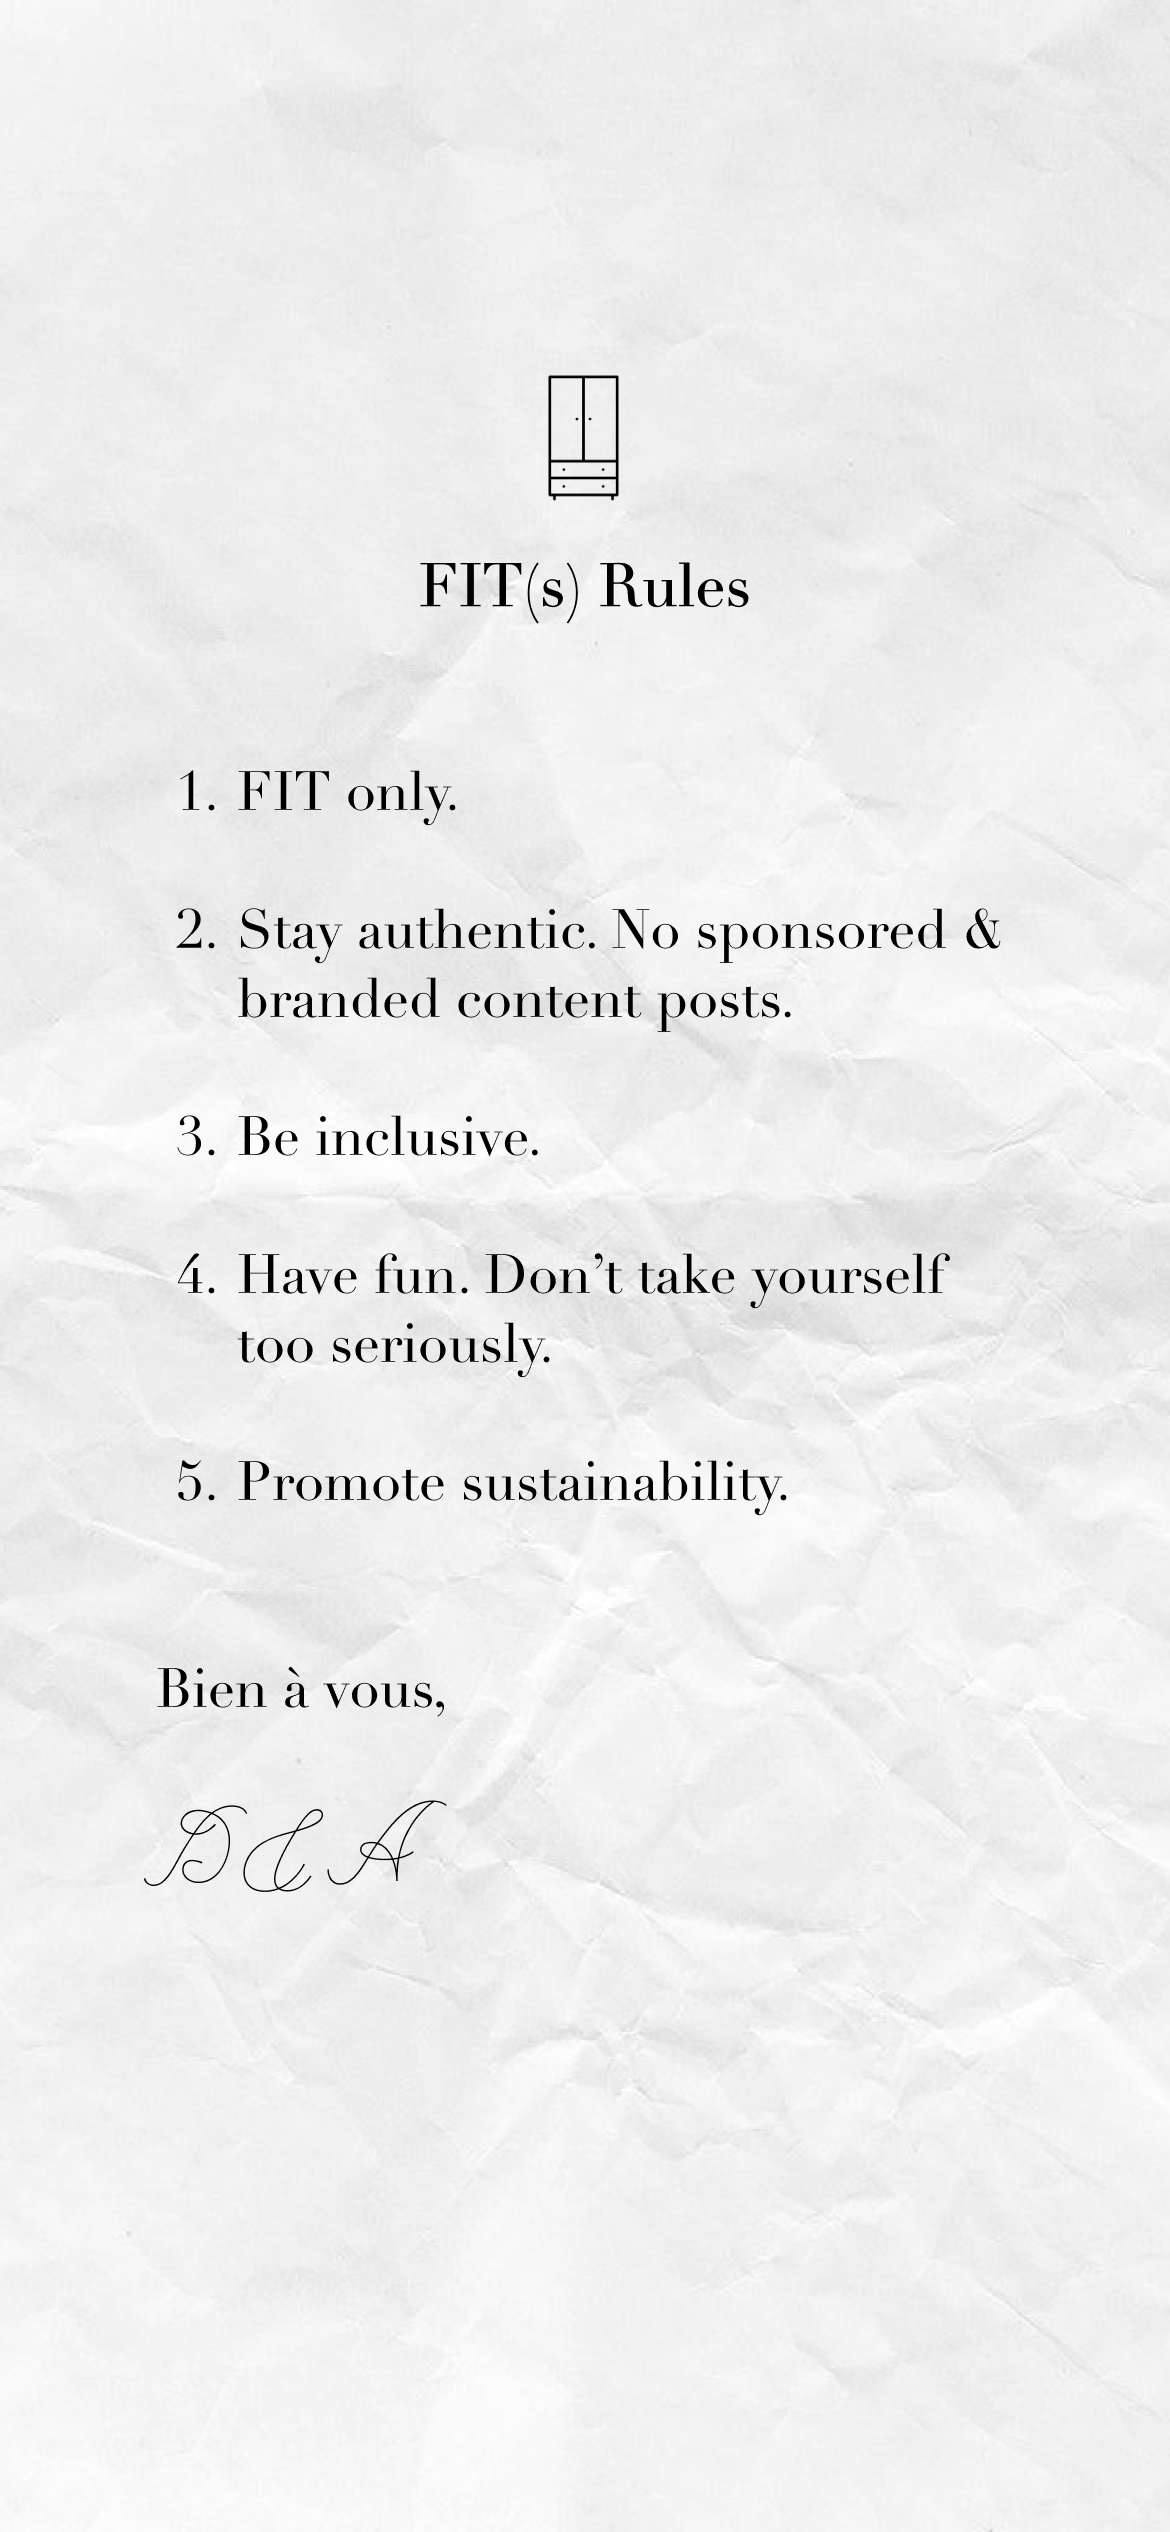 FIT(s) Rules
1. FIT only.
2. Stay authentic. No sponsored &
branded content posts.
3. Be inclusive.
4. Have fun. Don’t take yourself
too seriously.
5. Promote sustainability.
Bien à vous,
D & A